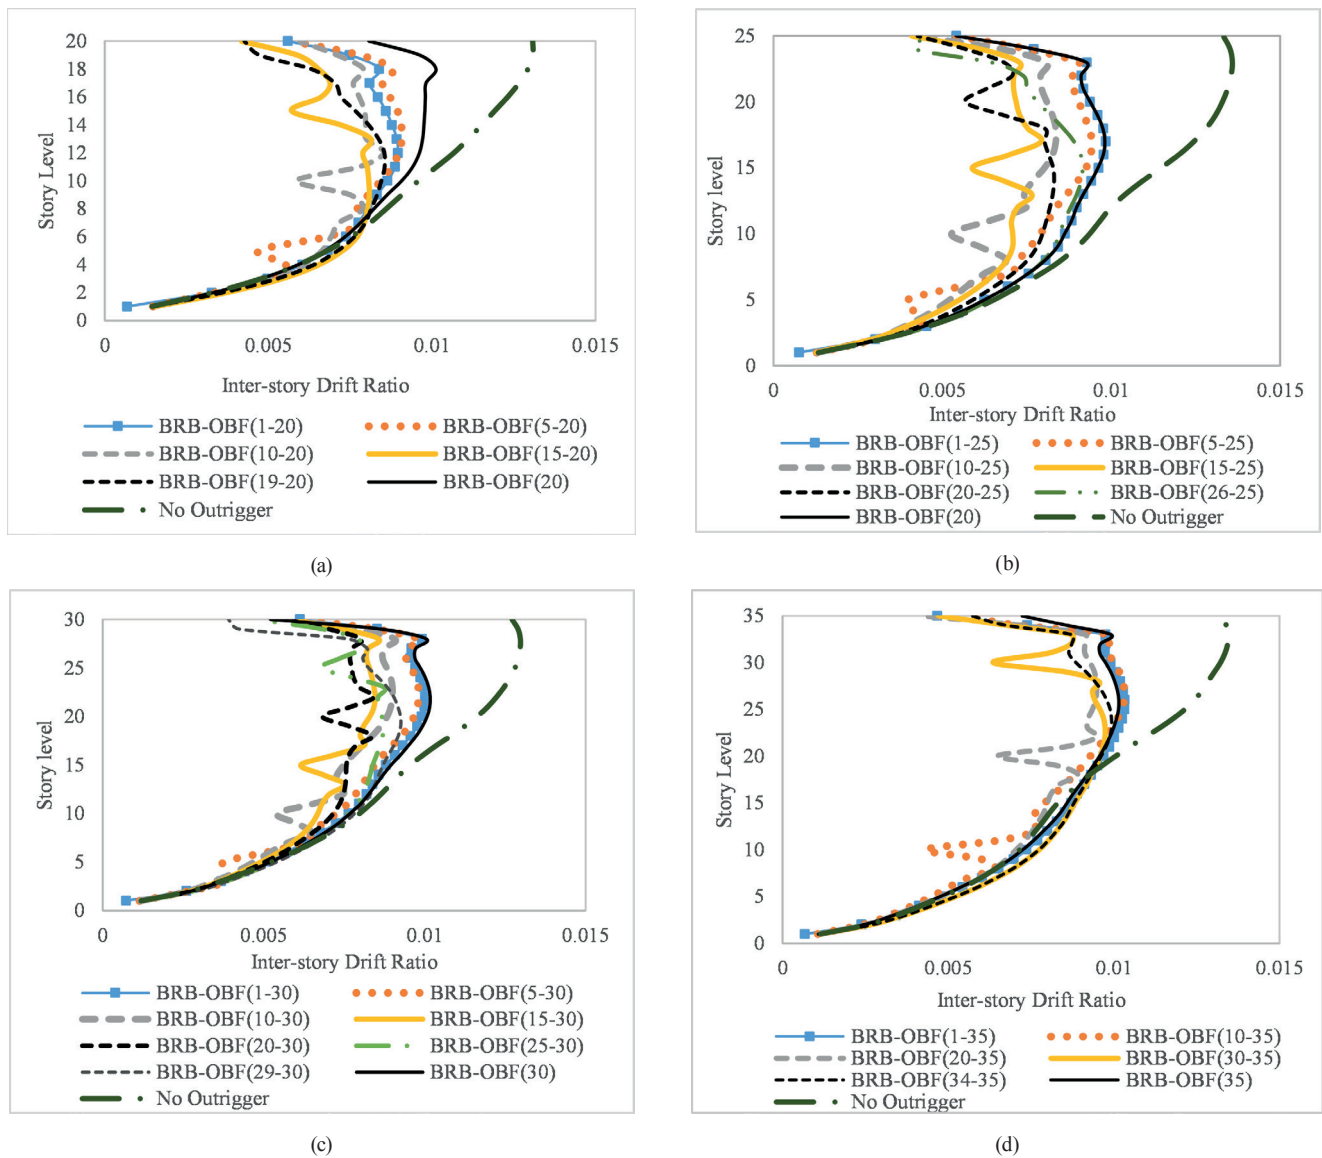 20
18
16
14
12
10
8
6
4
2
0
Story Level
0 0.005 0.01 0.015
Inter-story Drift Ratio
BRB-OBF(1-20) BRB-OBF(5-20)
BRB-OBF(10-20) BRB-OBF(15-20)
BRB-OBF(19-20) BRB-OBF(20)
No Outrigger
(a)
25
20
15
10
5
0
Story level
0 0.005 0.01 0.015
Inter-story Drift Ratio
BRB-OBF(1-25) BRB-OBF(5-25)
BRB-OBF(10-25) BRB-OBF(15-25)
BRB-OBF(20-25) BRB-OBF(26-25)
BRB-OBF(20) No Outrigger
(b)
30
25
20
15
10
5
0
Story level
0 0.005 0.01 0.015
Inter-story Drift Ratio
BRB-OBF(1-30) BRB-OBF(5-30)
BRB-OBF(10-30) BRB-OBF(15-30)
BRB-OBF(20-30) BRB-OBF(25-30)
BRB-OBF(29-30) BRB-OBF(30)
No Outrigger
(c)
35
30
25
20
15
10
5
0
Story Level
0 0.005 0.01 0.015
Inter-story Drift Ratio
BRB-OBF(1-35) BRB-OBF(10-35)
BRB-OBF(20-35) BRB-OBF(30-35)
BRB-OBF(34-35) BRB-OBF(35)
No Outrigger
(d)